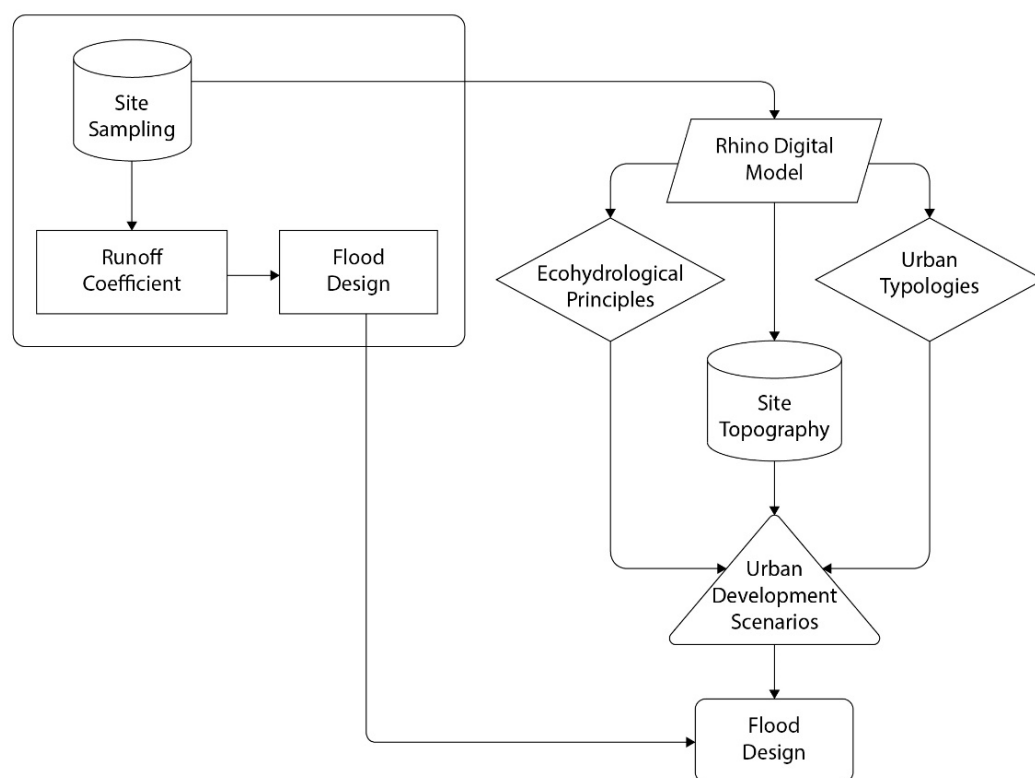 Site
Sampling
Runoff
Coefficient
Flood
Design
Rhino Digital
Model
Ecohydrological
Principles
Urban
Typologies
Site
Topography
Urban
Development
Scenarios
Flood
Design